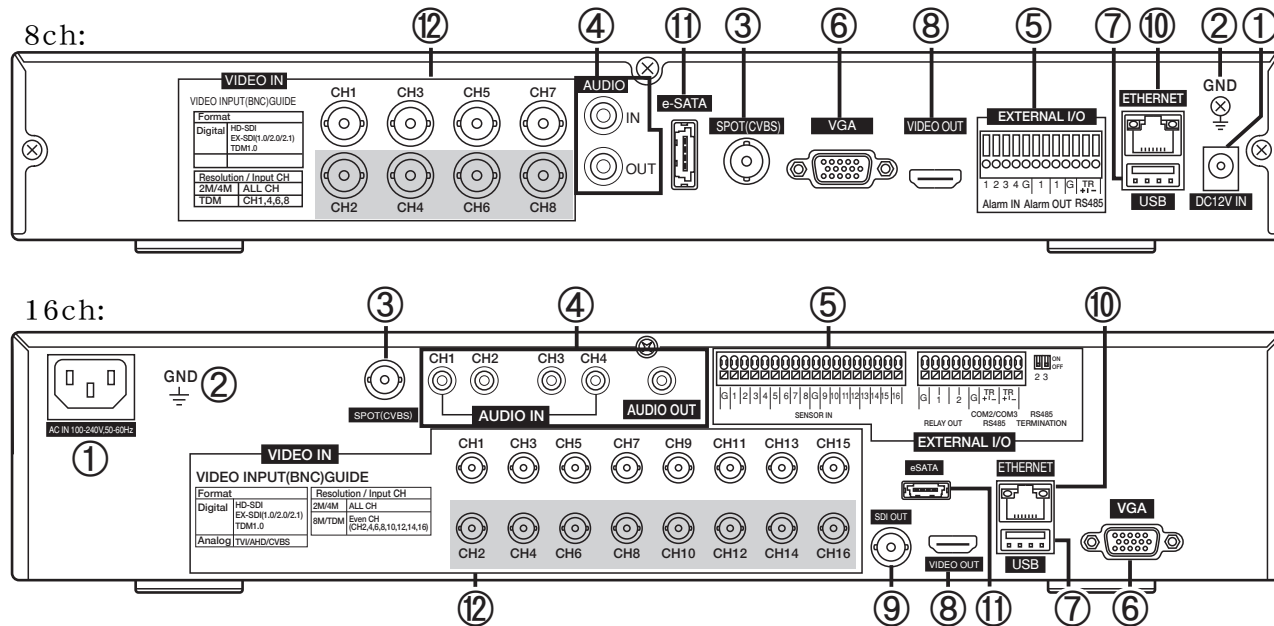 8ch:
⑫ ④ ⑪ ③ ⑥ ⑧ ⑤ ⑦ ⑩ ② ①
VIDEO IN
VIDEO INPUT(BNC)GUIDE
Format
Digital HD-SDI
EX-SDI(1.0/2.0/2.1)
TDM1.0
Resolution / Input CH
2M/4M ALL CH
TDM CH1,4,6,8
CH1 CH3 CH5 CH7
CH2 CH4 CH6 CH8
AUDIO
IN
OUT
e-SATA
SPOT(CVBS)
VGA
VIDEO OUT
EXTERNAL I/O
1 2 3 4 G 1 1 G TR
+ - + -
Alarm IN Alarm OUT RS485
ETHERNET
USB
GND
DC12V IN
16ch:
③ ④ ⑤ ⑩
AC IN 100-240V,50-60Hz
①
GND ②
SPOT(CVBS)
CH1 CH2 CH3 CH4
AUDIO IN
AUDIO OUT
G 1 2 3 4 5 6 7 8 G 9 10 11 12 13 14 15 16
SENSOR IN
G 1 2 G TR TR
+ - + -
RELAY OUT
COM2/COM3
RS485
ON
OFF
2 3
RS485
TERMINATION
EXTERNAL I/O
VIDEO IN
VIDEO INPUT(BNC)GUIDE
Format
Digital HD-SDI
EX-SDI(1.0/2.0/2.1)
TDM1.0
Analog TVI/AHD/CVBS
Resolution / Input CH
2M/4M ALL CH
8M/TDM Even CH
(CH2,4,6,8,10,12,14,16)
CH1 CH3 CH5 CH7 CH9 CH11 CH13 CH15
CH2 CH4 CH6 CH8 CH10 CH12 CH14 CH16
eSATA
ETHERNET
SDI OUT
VIDEO OUT
USB
VGA
⑫ ⑨ ⑧ ⑪ ⑦ ⑥